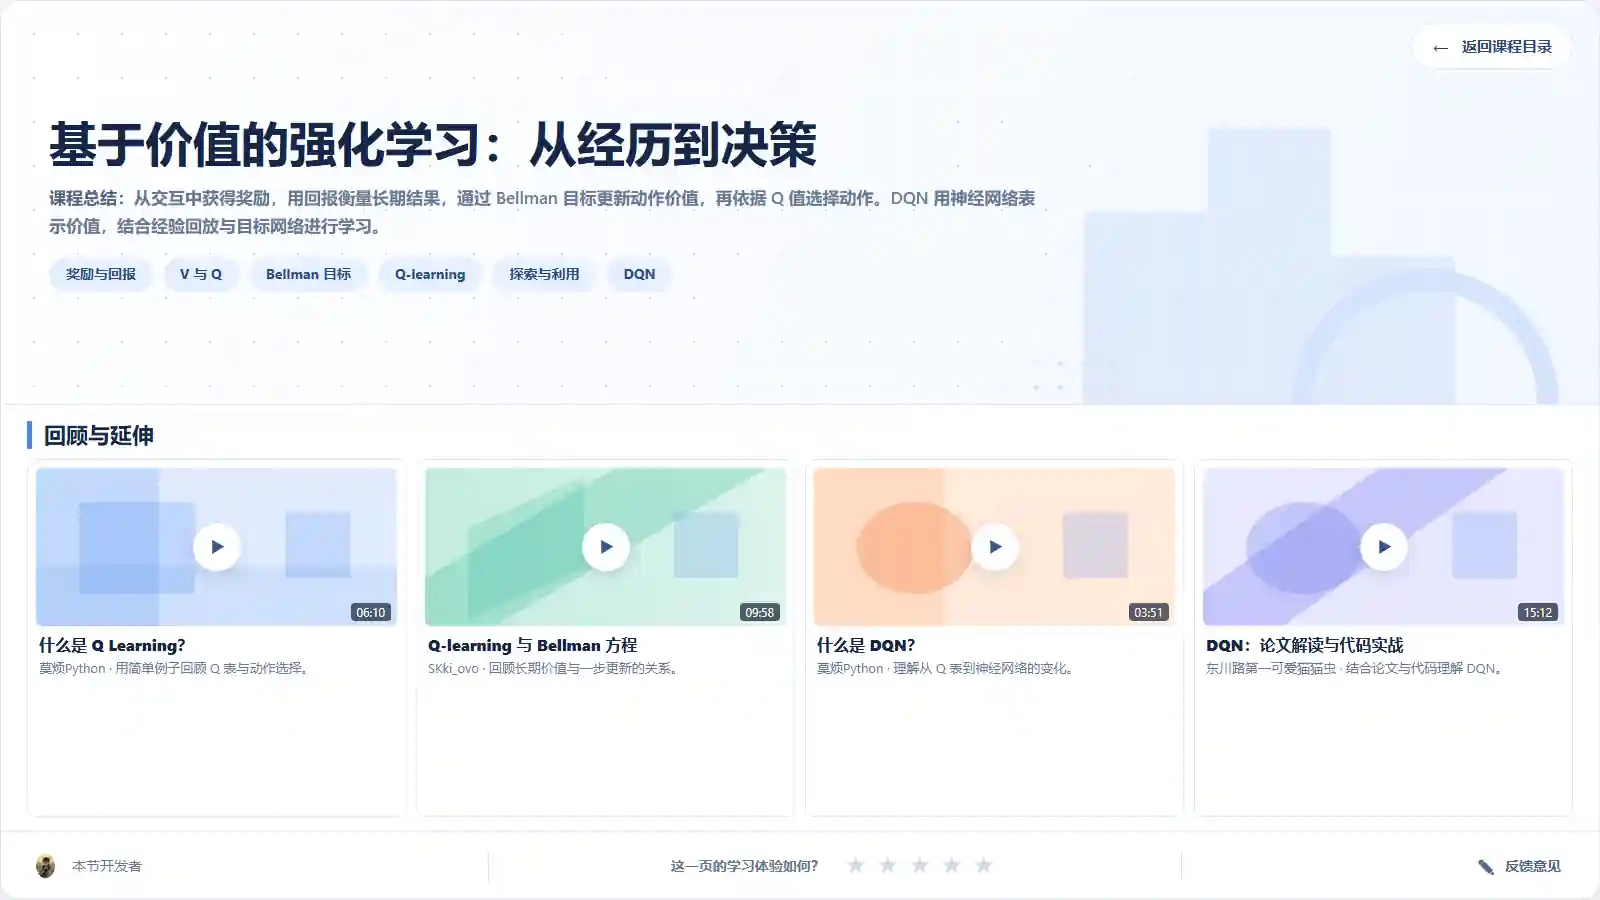 ← 返回课程目录
基于价值的强化学习：从经历到决策
课程总结：从交互中获得奖励，用回报衡量长期结果，通过 Bellman 目标更新动作价值，再依据 Q 值选择动作。DQN 用神经网络表
示价值，结合经验回放与目标网络进行学习。
奖励与回报 V 与 Q Bellman 目标 Q-learning 探索与利用 DQN
回顾与延伸
06:10
什么是 Q Learning？
莫烦Python · 用简单例子回顾 Q 表与动作选择。
09:58
Q-learning 与 Bellman 方程
SKki_ovo · 回顾长期价值与一步更新的关系。
03:51
什么是 DQN？
莫烦Python · 理解从 Q 表到神经网络的变化。
15:12
DQN：论文解读与代码实战
东川路第一可爱猫猫虫 · 结合论文与代码理解 DQN。
本节开发者
这一页的学习体验如何？
反馈意见